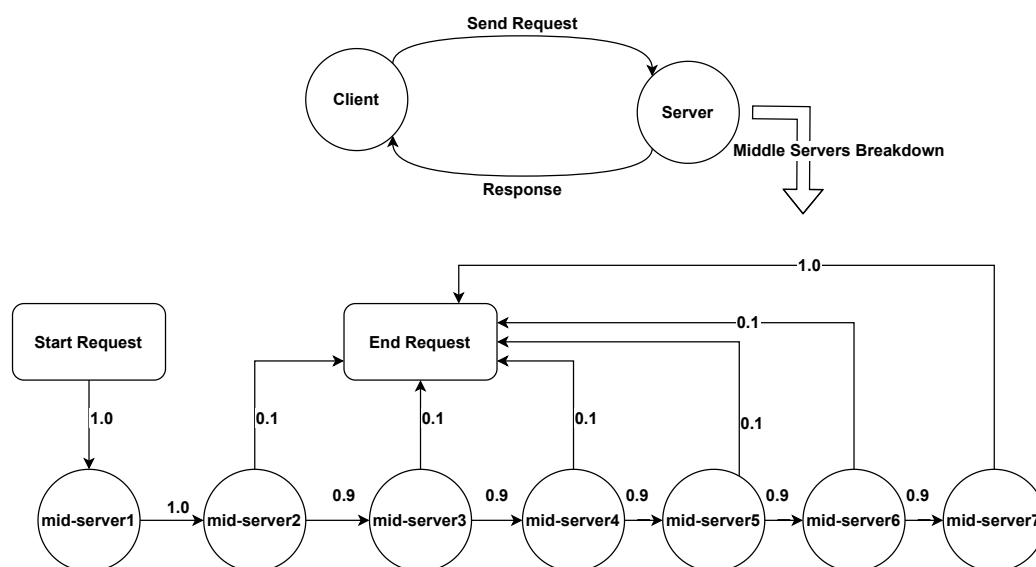 Send Request
Client
Server
Middle Servers Breakdown
Response
1.0
Start Request
End Request
0.1
1.0
0.1
0.1
0.1
0.1
mid-server1
1.0
mid-server2
0.9
mid-server3
0.9
mid-server4
0.9
mid-server5
0.9
mid-server6
0.9
mid-server7